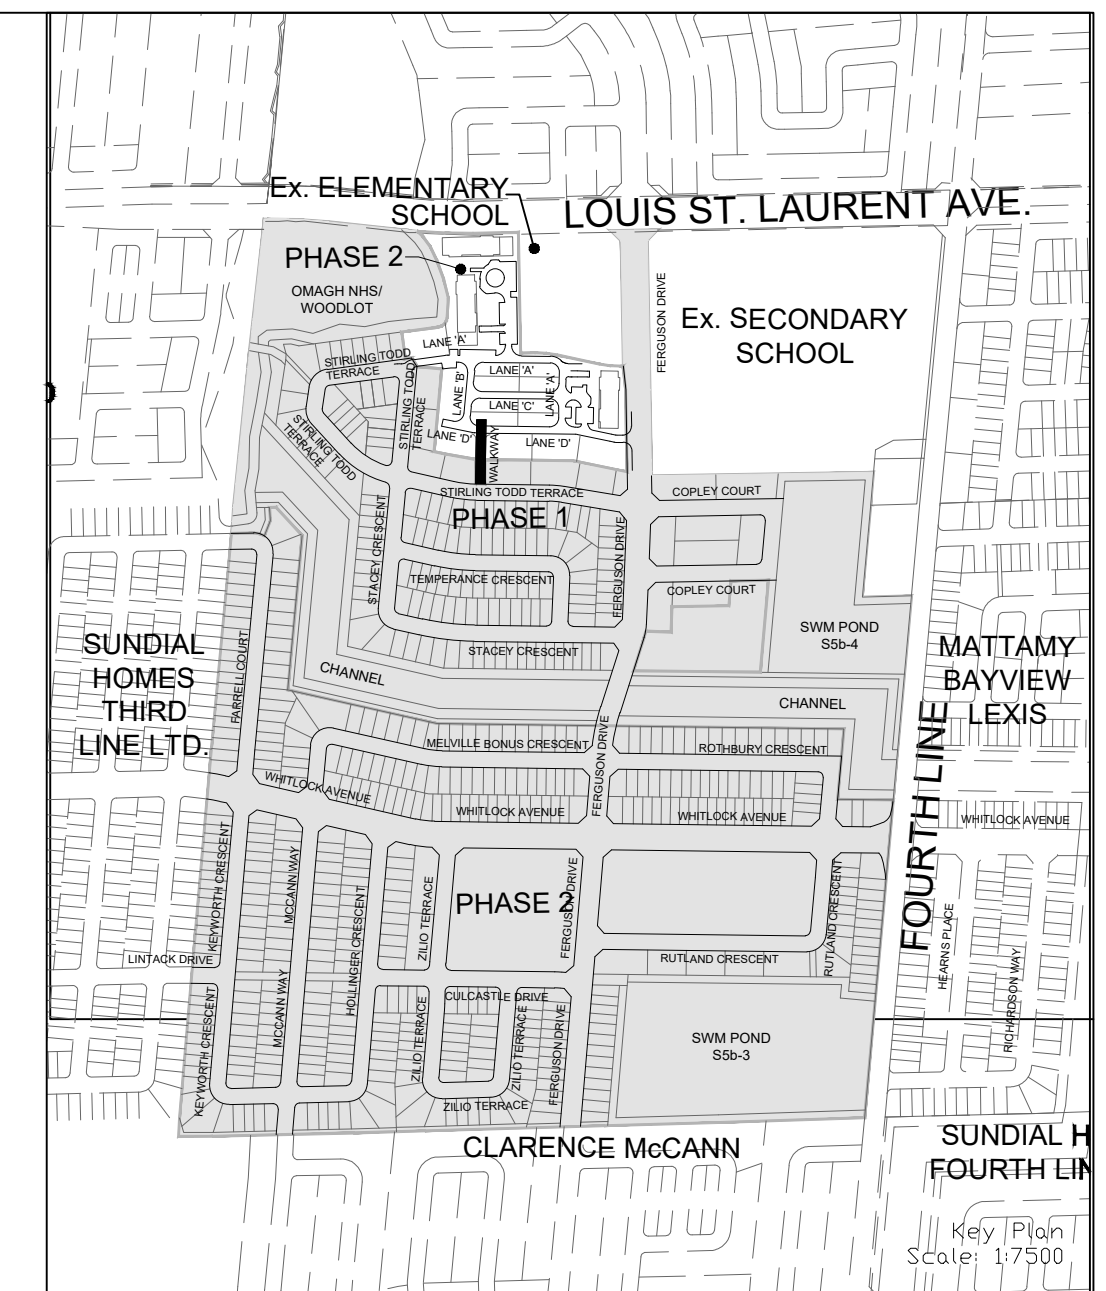 Ex. ELEMENTARY
SCHOOL
LOUIS ST. LAURENT AVE.
PHASE 2
OMAGH NHS/
WOODLOT
FERGUSON DRIVE
Ex. SECONDARY
SCHOOL
LANE 'A'
STIRLING TODD
TERRACE
STIRLING TODD
TERRACE
LANE 'B'
LANE 'A'
LANE 'A'
LANE 'C'
STIRLING TODD
TERRACE
LANE 'D'
WALKWAY
LANE 'D'
STIRLING TODD TERRACE
COPLEY COURT
PHASE 1
STACEY CRESCENT
FERGUSON DRIVE
TEMPERANCE CRESCENT
COPLEY COURT
SWM POND
S5b-4
SUNDIAL
HOMES
THIRD
LINE LTD.
FARRELL COURT
STACEY CRESCENT
MATTAMY
BAYVIEW
LEXIS
CHANNEL
CHANNEL
MELVILLE BONUS CRESCENT
FERGUSON DRIVE
ROTHBURY CRESCENT
FOURTH LINE
WHITLOCK AVENUE
WHITLOCK AVENUE
WHITLOCK AVENUE
WHITLOCK AVENUE
KEYWORTH CRESCENT
MCCANN WAY
HOLLINGER CRESCENT
ZILIO TERRACE
PHASE 2
FERGUSON DRIVE
RUTLAND CRESCENT
HEARNS PLACE
RICHARDSON WAY
LINTACK DRIVE
RUTLAND CRESCENT
KEYWORTH CRESCENT
MCCANN WAY
CULCASTLE DRIVE
ZILIO TERRACE
ZILIO TERRACE
FERGUSON DRIVE
SWM POND
S5b-3
ZILIO TERRACE
CLARENCE McCANN
SUNDIAL H
FOURTH LIN
Key Plan
Scale: 1:7500